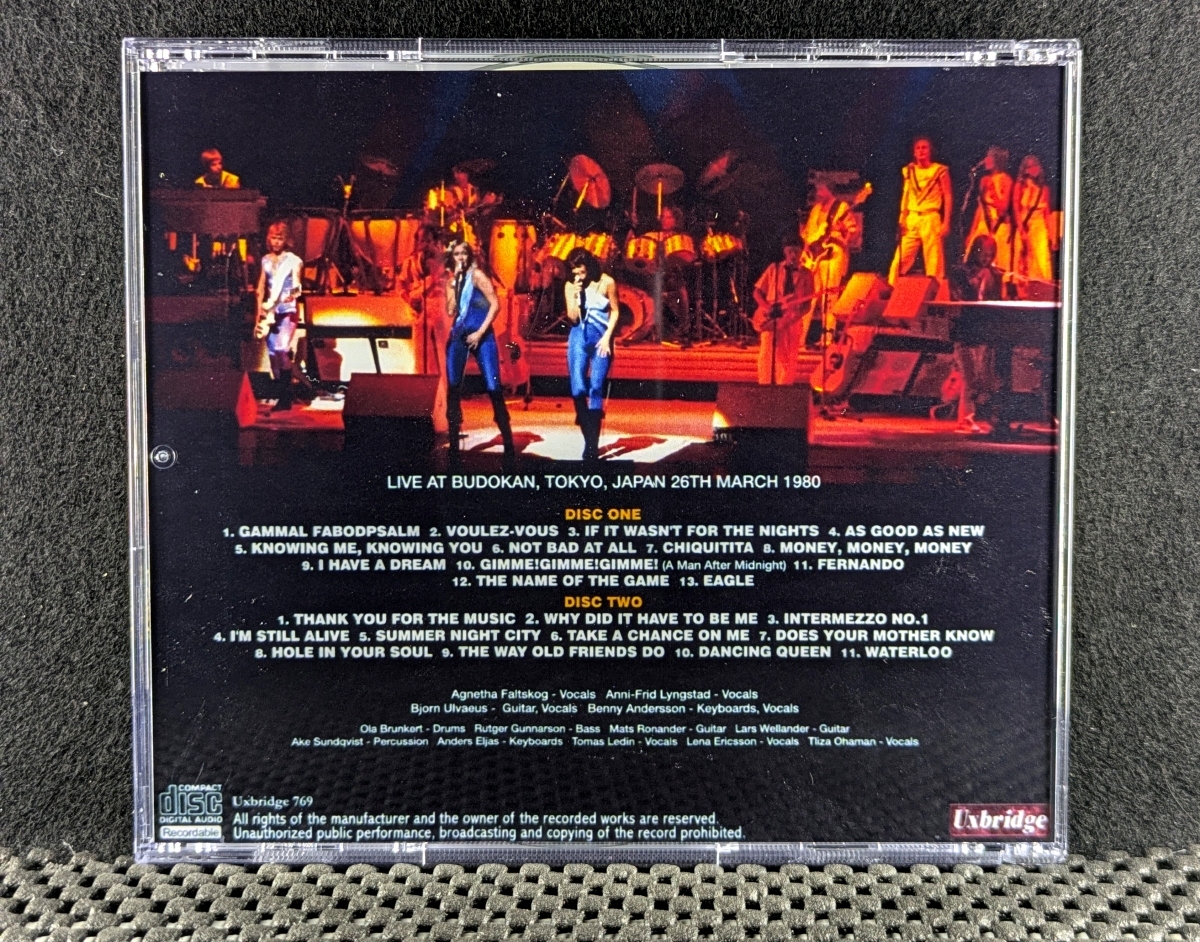 LIVE AT BUDOKAN, TOKYO, JAPAN 26TH MARCH 1980
DISC ONE
1. GAMMAL FABODPSALM 2. VOULEZ-VOUS 3. IF IT WASN'T FOR THE NIGHTS 4. AS GOOD AS NEW
5. KNOWING ME, KNOWING YOU 6. NOT BAD AT ALL 7. CHIQUITITA 8. MONEY, MONEY, MONEY
9. I HAVE A DREAM 10. GIMME!GIMME!GIMME! (A Man After Midnight) 11. FERNANDO
12. THE NAME OF THE GAME 13. EAGLE
DISC TWO
1. THANK YOU FOR THE MUSIC 2. WHY DID IT HAVE TO BE ME 3. INTERMEZZO NO.1
4. I'M STILL ALIVE 5. SUMMER NIGHT CITY 6. TAKE A CHANCE ON ME 7. DOES YOUR MOTHER KNOW
8. HOLE IN YOUR SOUL 9. THE WAY OLD FRIENDS DO 10. DANCING QUEEN 11. WATERLOO
Agnetha Faltskog - Vocals Anni-Frid Lyngstad - Vocals
Bjorn Ulvaeus - Guitar, Vocals Benny Andersson - Keyboards, Vocals
Ola Brunkert - Drums Rutger Gunnarson - Bass Mats Ronander - Guitar Lars Wellander - Guitar
Ake Sundqvist - Percussion Anders Eljas - Keyboards Tomas Ledin - Vocals Lena Ericsson - Vocals Tliza Ohaman - Vocals
COMPACT
disc
DIGITAL AUDIO
Recordable
Uxbridge 769
All rights of the manufacturer and the owner of the recorded works are reserved.
Unauthorized public performance, broadcasting and copying of the record prohibited.
Uxbridge